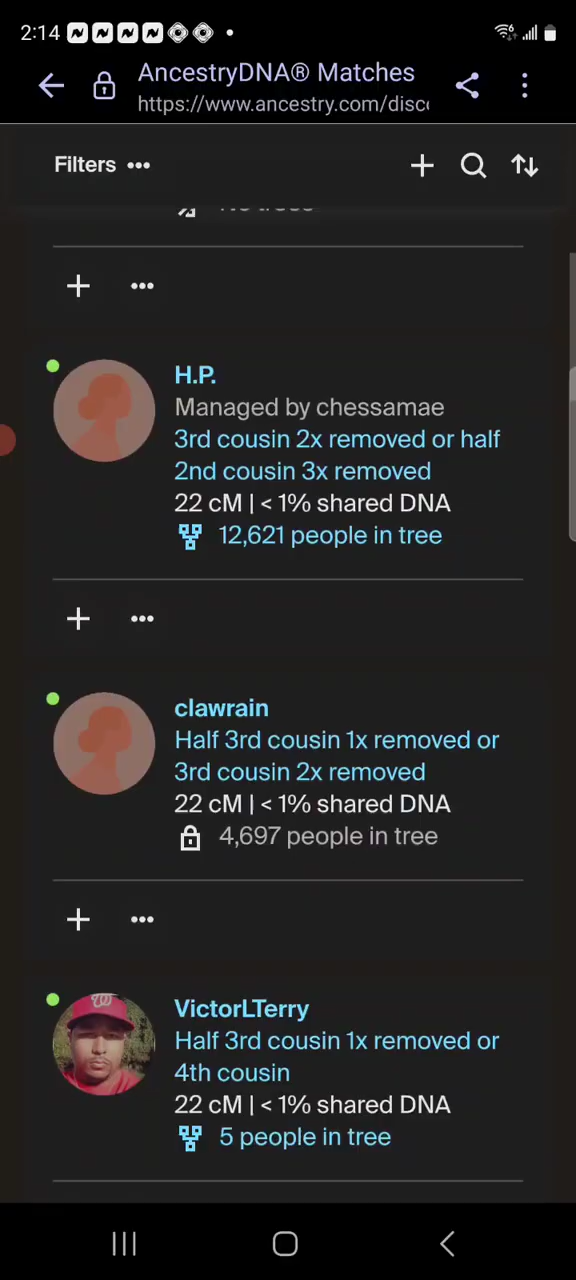 2:14
AncestryDNA® Matches
https://www.ancestry.com/disc
Filters
H.P.
Managed by chessamae
3rd cousin 2x removed or half
2nd cousin 3x removed
22 cM | < 1% shared DNA
12,621 people in tree
clawrain
Half 3rd cousin 1x removed or
3rd cousin 2x removed
22 cM | < 1% shared DNA
4,697 people in tree
VictorLTerry
Half 3rd cousin 1x removed or
4th cousin
22 cM | < 1% shared DNA
5 people in tree